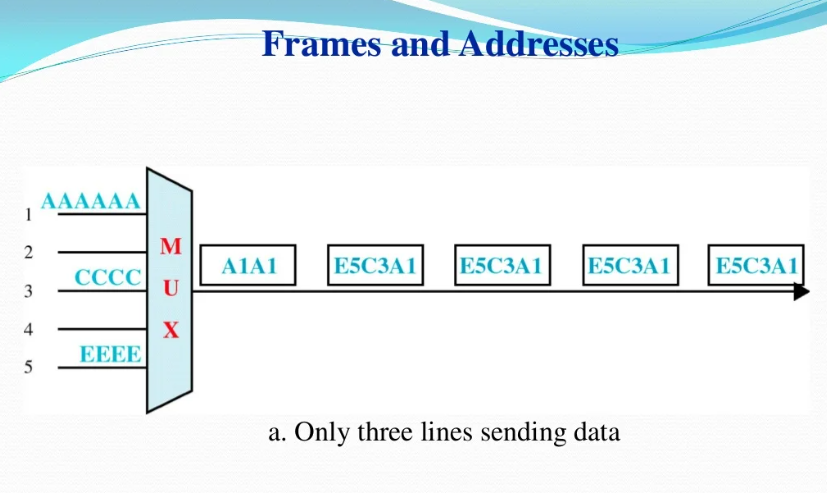 Frames and Addresses
1 AAAAAA
2
3 CCCC
4
5 EEEE
M
U
X
A1A1 E5C3A1 E5C3A1 E5C3A1 E5C3A1
a. Only three lines sending data